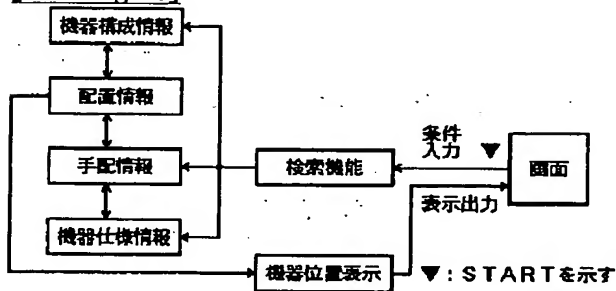 機器構成情報
配置情報
手配情報
機器仕様情報
検索機能
機器位置表示
条件
入力 ▼
表示出力
画面
▼:STARTを示す